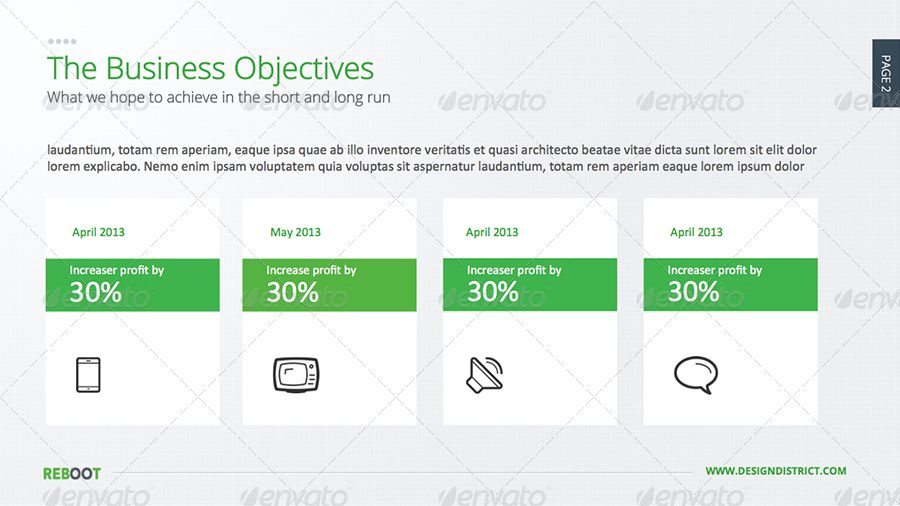 The Business Objectives
What we hope to achieve in the short and long run
PAGE 2
laudantium, totam rem aperiam, eaque ipsa quae ab illo inventore veritatis et quasi architecto beatae vitae dicta sunt lorem sit elit dolor
lorem explicabo. Nemo enim ipsam voluptatem quia voluptas sit aspernatur laudantium, totam rem aperiam eaque lorem ipsum dolor
April 2013
Increaser profit by
30%
May 2013
Increase profit by
30%
April 2013
Increaser profit by
30%
April 2013
Increaser profit by
30%
REBOOT
WWW.DESIGNDISTRICT.COM
envato